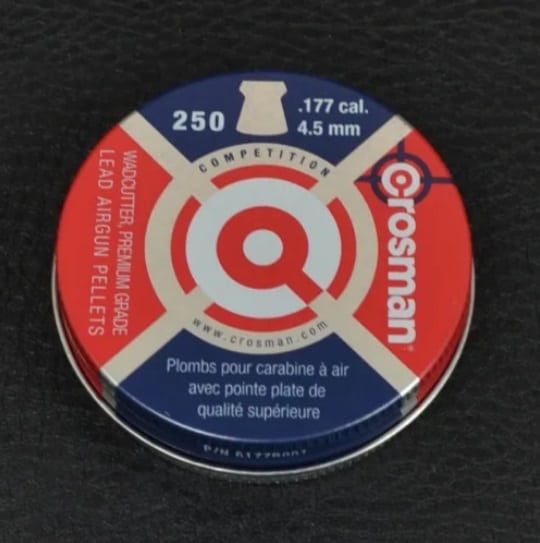 250
.177 cal.
4.5 mm
COMPETITION
WADCUTTER, PREMIUM GRADE
LEAD AIRGUN PELLETS
crosman
www.crosman.com
Plombs pour carabine à air
avec pointe plate de
qualité supérieure
P/N